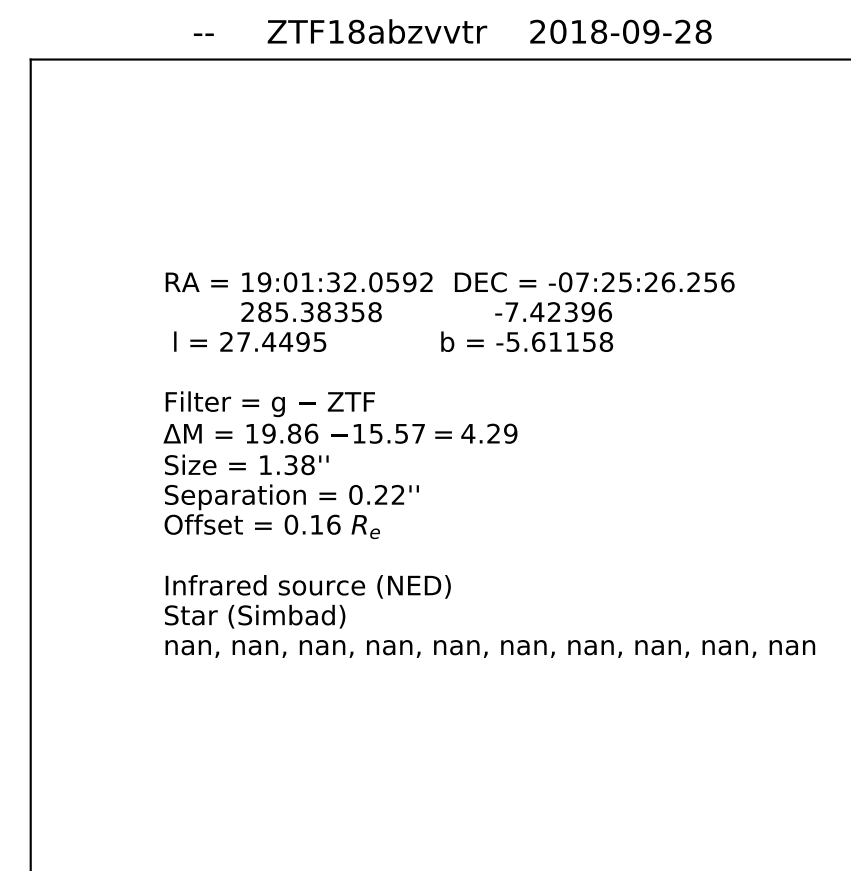 -- ZTF18abzvvtr 2018-09-28
RA = 19:01:32.0592 DEC = -07:25:26.256
285.38358 -7.42396
l = 27.4495 b = -5.61158
Filter = g − ZTF
ΔM = 19.86 −15.57 = 4.29
Size = 1.38''
Separation = 0.22''
Offset = 0.16 Re
Infrared source (NED)
Star (Simbad)
nan, nan, nan, nan, nan, nan, nan, nan, nan, nan